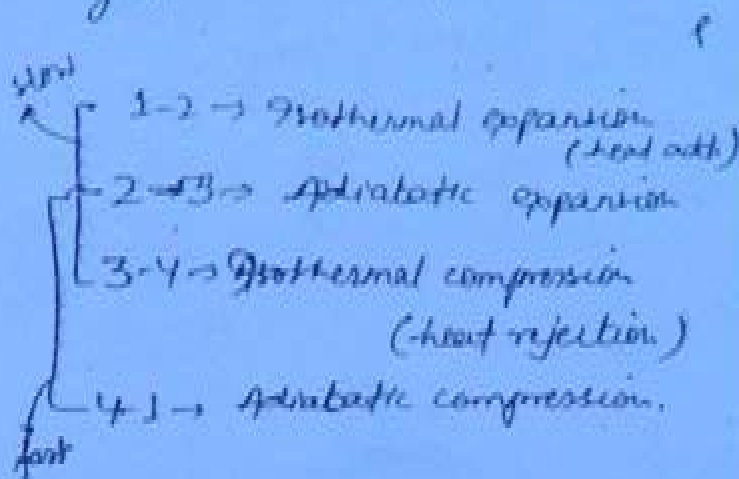 slow
1-2 → Isothermal expansion
(heat addn)
2-3 → Adiabatic expansion
3-4 → Isothermal compression
(heat rejection)
4-1 → Adiabatic compression.
fast